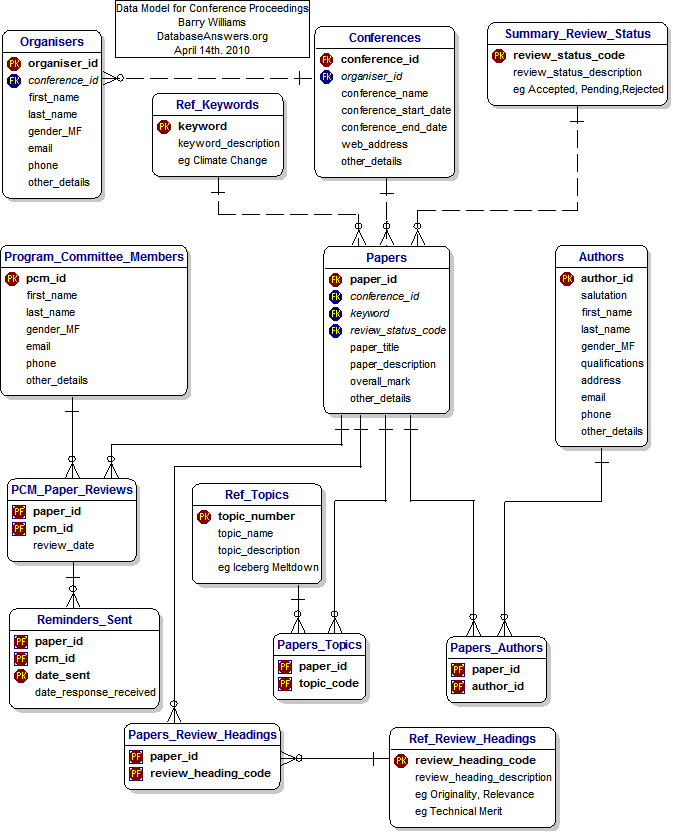 Data Model for Conference Proceedings
Barry Williams
DatabaseAnswers.org
April 14th. 2010
Organisers
PK organiser_id
FK conference_id
first_name
last_name
gender_MF
email
phone
other_details
Conferences
PK conference_id
FK organiser_id
conference_name
conference_start_date
conference_end_date
web_address
other_details
Summary_Review_Status
PK review_status_code
review_status_description
eg Accepted, Pending,Rejected
Ref_Keywords
PK keyword
keyword_description
eg Climate Change
Program_Committee_Members
PK pcm_id
first_name
last_name
gender_MF
email
phone
other_details
Papers
FK paper_id
FK conference_id
FK keyword
FK review_status_code
paper_title
paper_description
overall_mark
other_details
Authors
PK author_id
salutation
first_name
last_name
gender_MF
qualifications
address
email
phone
other_details
PCM_Paper_Reviews
PF paper_id
PF pcm_id
review_date
Ref_Topics
PK topic_number
topic_name
topic_description
eg Iceberg Meltdown
Reminders_Sent
PF paper_id
PF pcm_id
PK date_sent
date_response_received
Papers_Topics
PF paper_id
PF topic_code
Papers_Authors
PF paper_id
PF author_id
Papers_Review_Headings
PF paper_id
PF review_heading_code
Ref_Review_Headings
PK review_heading_code
review_heading_description
eg Originality, Relevance
eg Technical Merit